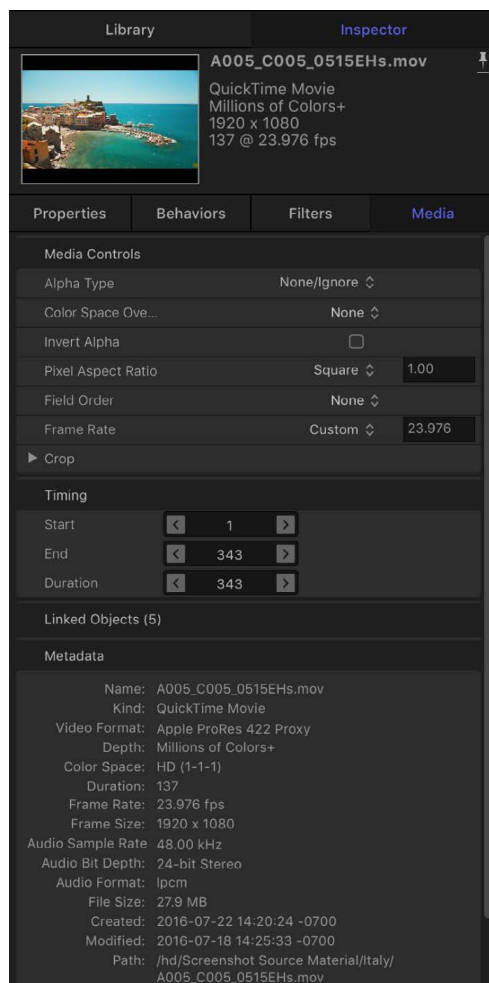 Library Inspector
A005_C005_0515EHs.mov
QuickTime Movie
Millions of Colors+
1920 x 1080
137 @ 23.976 fps
Properties Behaviors Filters Media
Media Controls
Alpha Type None/Ignore
Color Space Ove... None
Invert Alpha
Pixel Aspect Ratio Square 1.00
Field Order None
Frame Rate Custom 23.976
Crop
Timing
Start 1
End 343
Duration 343
Linked Objects (5)
Metadata
Name: A005_C005_0515EHs.mov
Kind: QuickTime Movie
Video Format: Apple ProRes 422 Proxy
Depth: Millions of Colors+
Color Space: HD (1-1-1)
Duration: 137
Frame Rate: 23.976 fps
Frame Size: 1920 x 1080
Audio Sample Rate 48.00 kHz
Audio Bit Depth: 24-bit Stereo
Audio Format: lpcm
File Size: 27.9 MB
Created: 2016-07-22 14:20:24 -0700
Modified: 2016-07-18 14:25:33 -0700
Path: /hd/Screenshot Source Material/Italy/
A005_C005_0515EHs.mov